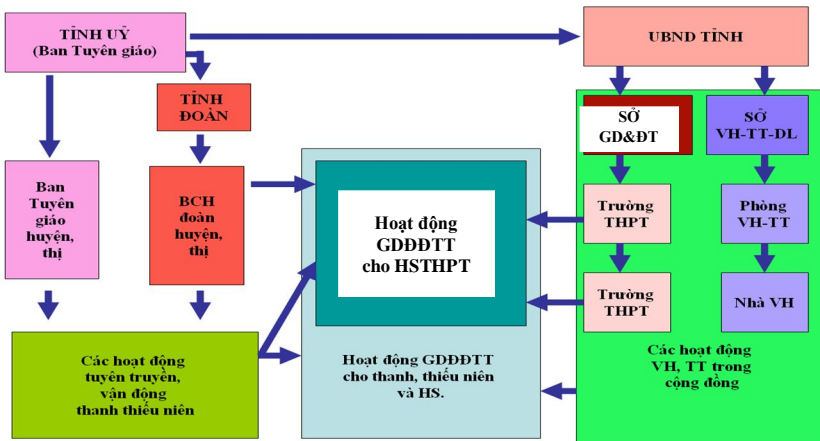 TỈNH UỶ
(Ban Tuyên giáo)
UBND TỈNH
TỈNH
ĐOÀN
SỞ
GD&ĐT
SỞ
VH-TT-DL
Ban
Tuyên
giáo
huyện,
thị
BCH
đoàn
huyện,
thị
Hoạt động
GDĐĐTT
cho HSTHPT
Trường
THPT
Phòng
VH-TT
Trường
THPT
Nhà VH
Các hoạt động
tuyên truyền,
vận động
thanh thiếu niên
Hoạt động GDĐĐTT
cho thanh, thiếu niên
và HS.
Các hoạt động
VH, TT trong
cộng đồng